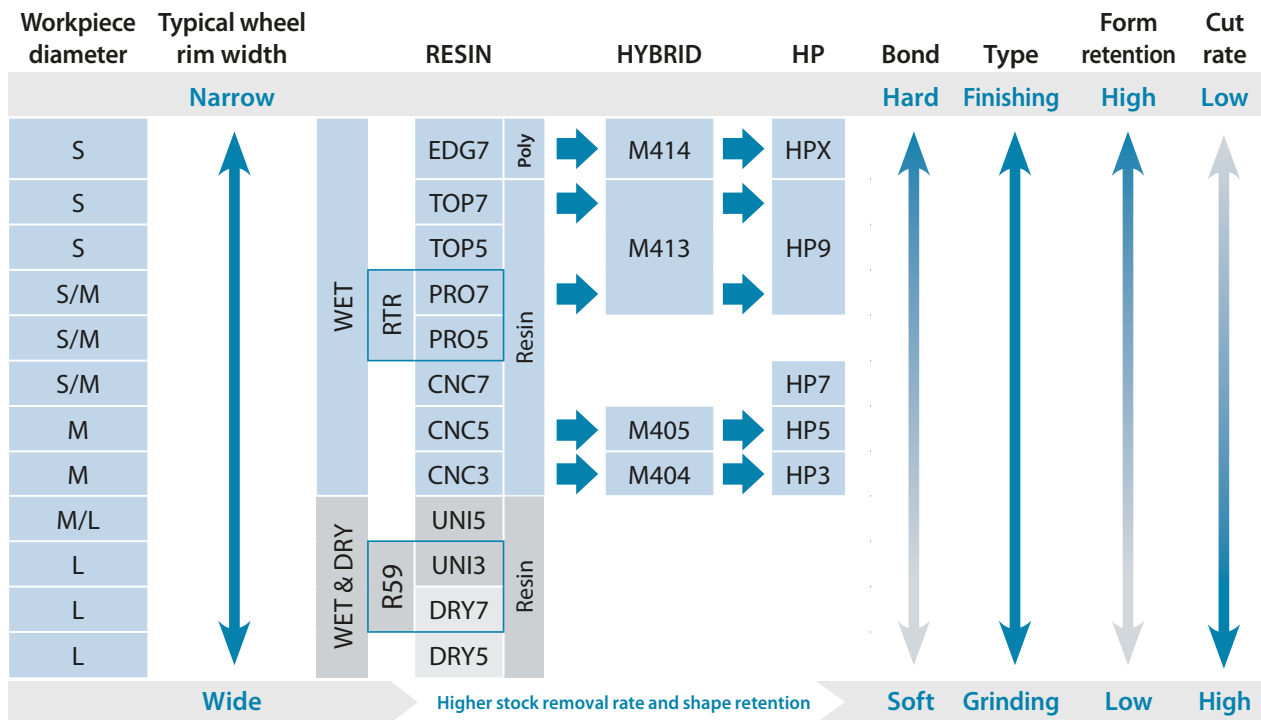 Workpiece diameter Typical wheel rim width RESIN HYBRID HP Bond Type Form retention Cut rate
Narrow Hard Finishing High Low
S EDG7 Poly M414 HPX
S TOP7
S TOP5 M413 HP9
S/M WET RTR PRO7 Resin
S/M PRO5
S/M CNC7 HP7
M CNC5 M405 HP5
M CNC3 M404 HP3
M/L UNI5
L WET & DRY R59 UNI3 Resin
L DRY7
L DRY5
Wide Higher stock removal rate and shape retention Soft Grinding Low High